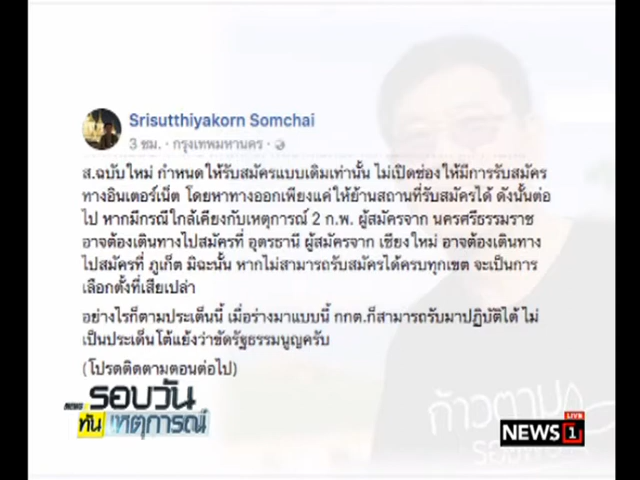 Srisutthiyakorn Somchai
3 ชม. · กรุงเทพมหานคร ·
ส.ฉบับใหม่ กำหนดให้รับสมัครแบบเดิมเท่านั้น ไม่เปิดช่องให้มีการรับสมัคร
ทางอินเตอร์เน็ต โดยหาทางออกเพียงแค่ให้ย้านสถานที่รับสมัครได้ ดังนั้นต่อ
ไป หากมีกรณีใกล้เคียงกับเหตุการณ์ 2 ก.พ. ผู้สมัครจาก นครศรีธรรมราช
อาจต้องเดินทางไปสมัครที่ อุดรธานี ผู้สมัครจาก เชียงใหม่ อาจต้องเดินทาง
ไปสมัครที่ ภูเก็ต มิฉะนั้น หากไม่สามารถรับสมัครได้ครบทุกเขต จะเป็นการ
เลือกตั้งที่เสียเปล่า
อย่างไรก็ตามประเด็นนี้ เมื่อร่างมาแบบนี้ กกต.ก็สามารถรับมาปฏิบัติได้ ไม่
เป็นประเด็นโต้แย้งว่าขัดรัฐธรรมนูญครับ
(โปรดติดตามตอนต่อไป)
ก้าวตาม
NEWS รอบวัน
ทัน เหตุการณ์
LIVE
NEWS 1